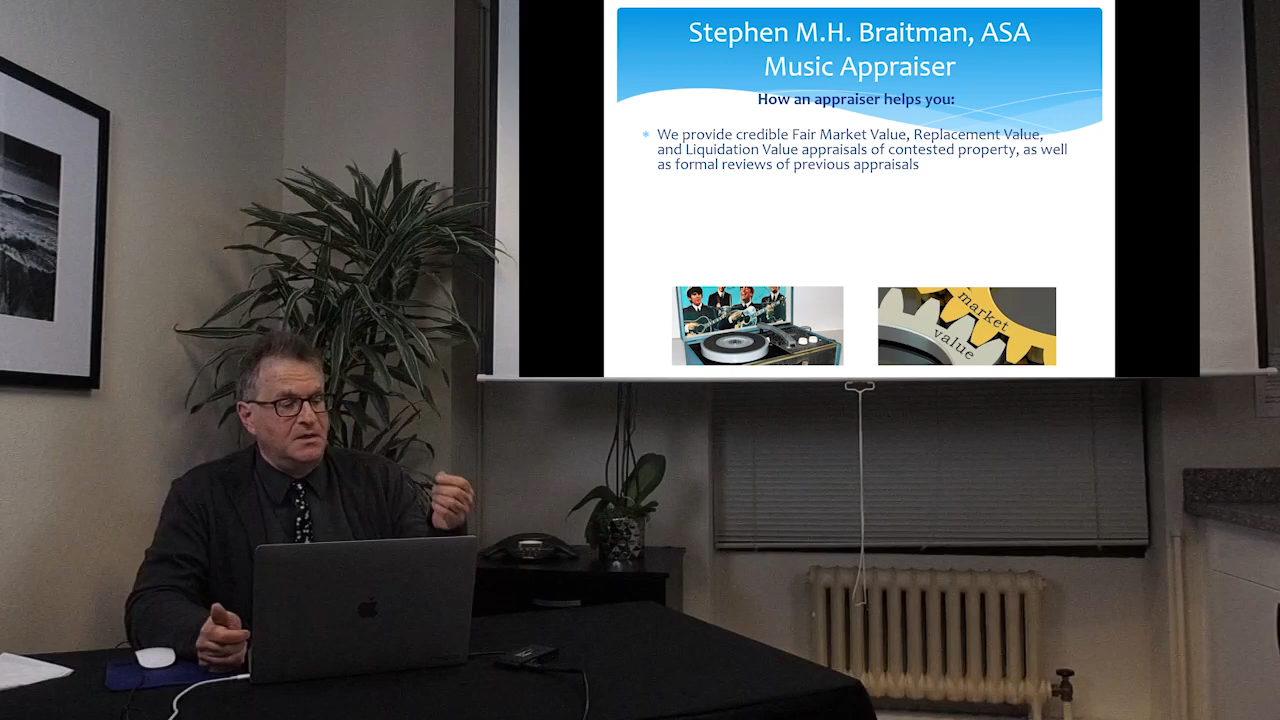 Stephen M.H. Braitman, ASA
Music Appraiser
How an appraiser helps you:
We provide credible Fair Market Value, Replacement Value,
and Liquidation Value appraisals of contested property, as well
as formal reviews of previous appraisals
market
value